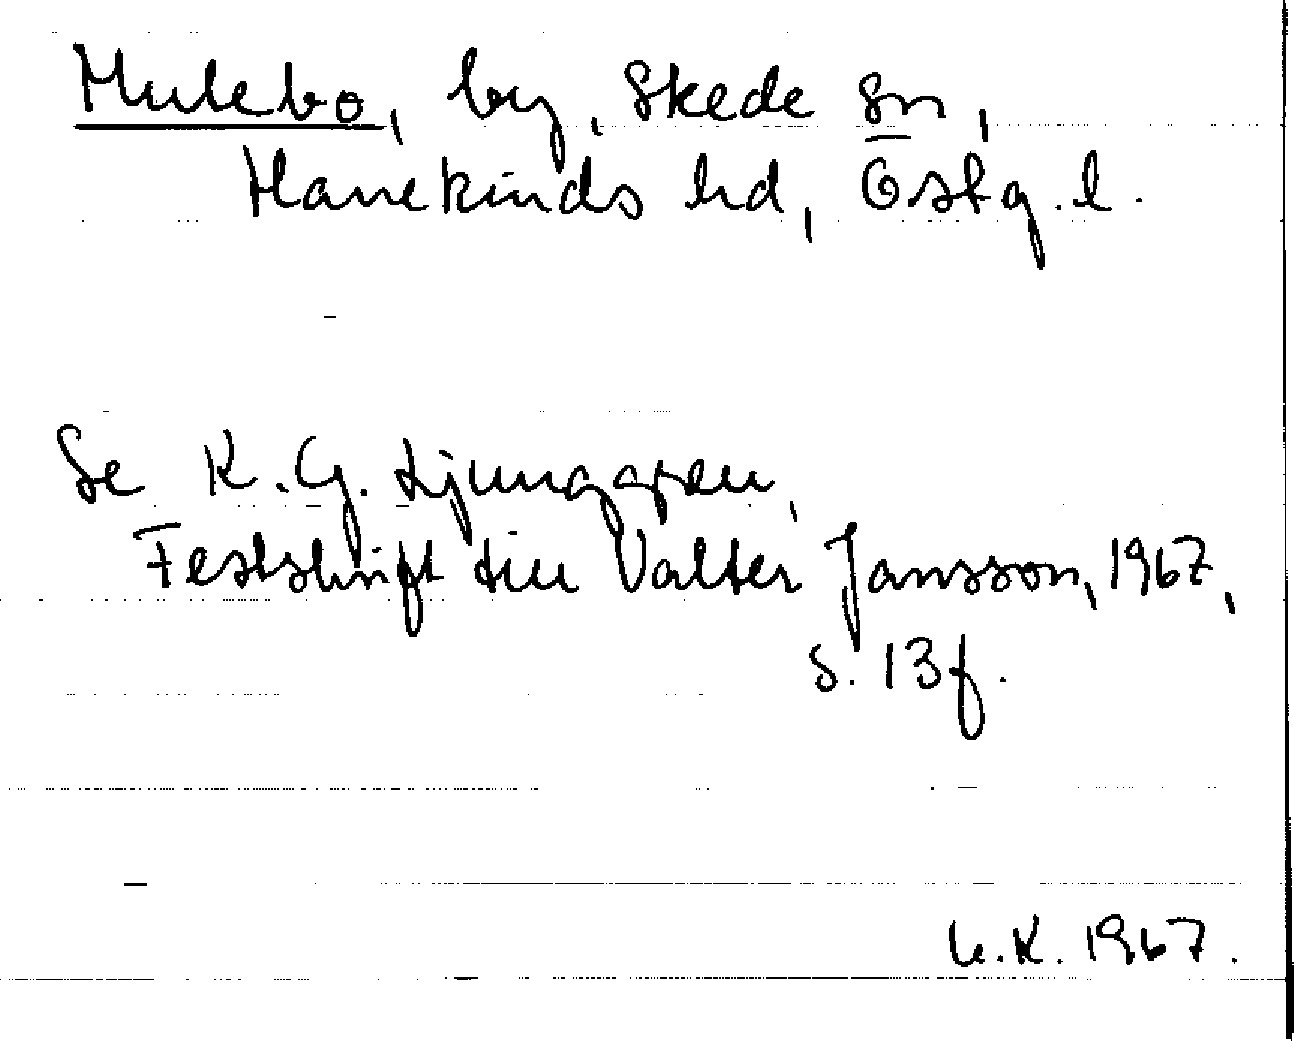 Mulebo, by, Skede sn,
Hanekinds hd, Östg. l.
Se K.G. Ljunggren,
Festskrift till Valter Jansson, 1967,
s. 13f.
1967.